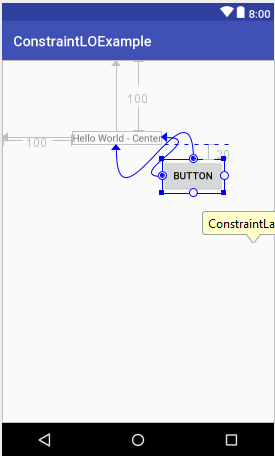 8:00
ConstraintLOExample
100
Hello World - Center
100
20
BUTTON
ConstraintLa